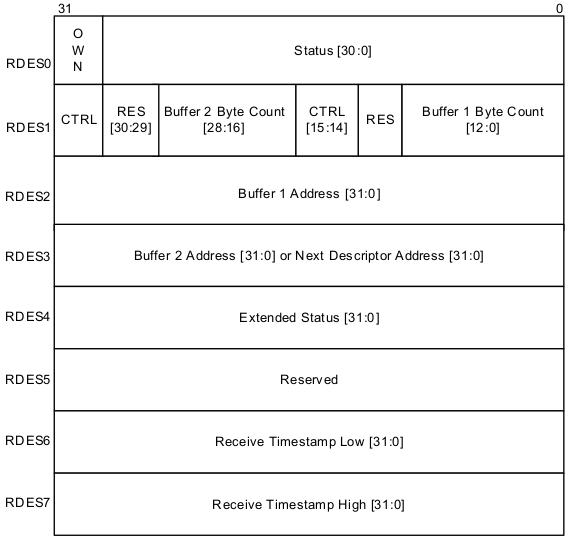 31 0
O
W
N
RDES0
Status [30:0]
RDES1
CTRL
RES
[30:29]
Buffer 2 Byte Count
[28:16]
CTRL
[15:14]
RES
Buffer 1 Byte Count
[12:0]
RDES2
Buffer 1 Address [31:0]
RDES3
Buffer 2 Address [31:0] or Next Descriptor Address [31:0]
RDES4
Extended Status [31:0]
RDES5
Reserved
RDES6
Receive Timestamp Low [31:0]
RDES7
Receive Timestamp High [31:0]